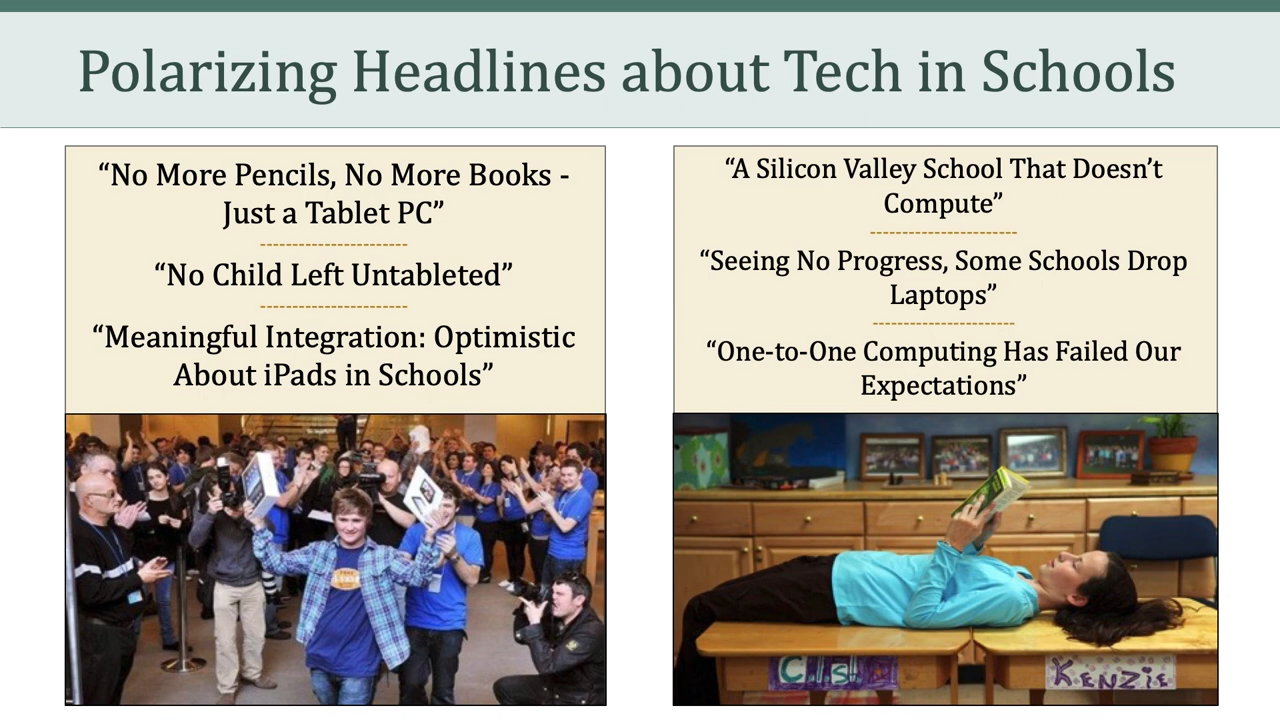 Polarizing Headlines about Tech in Schools
“No More Pencils, No More Books -
Just a Tablet PC”
------------------------
“No Child Left Untableted”
------------------------
“Meaningful Integration: Optimistic
About iPads in Schools”
“A Silicon Valley School That Doesn’t
Compute”
------------------------
“Seeing No Progress, Some Schools Drop
Laptops”
-----------------------
“One-to-One Computing Has Failed Our
Expectations”
KENZIE